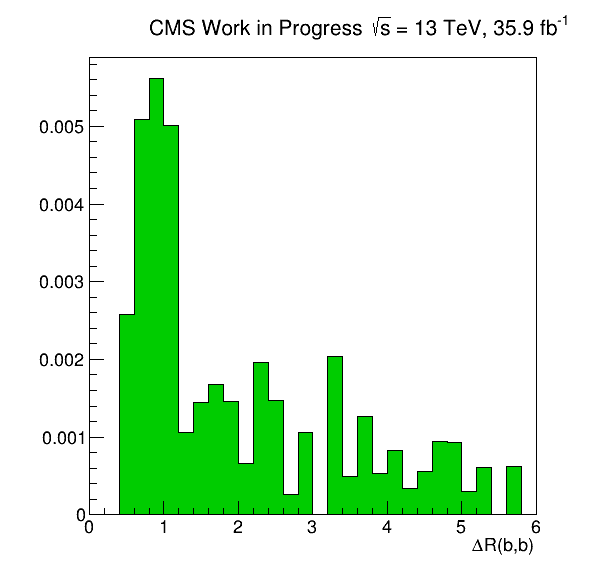 CMS Work in Progress √s = 13 TeV, 35.9 fb⁻¹
0.005
0.004
0.003
0.002
0.001
0
0 1 2 3 4 5 6
ΔR(b,b)